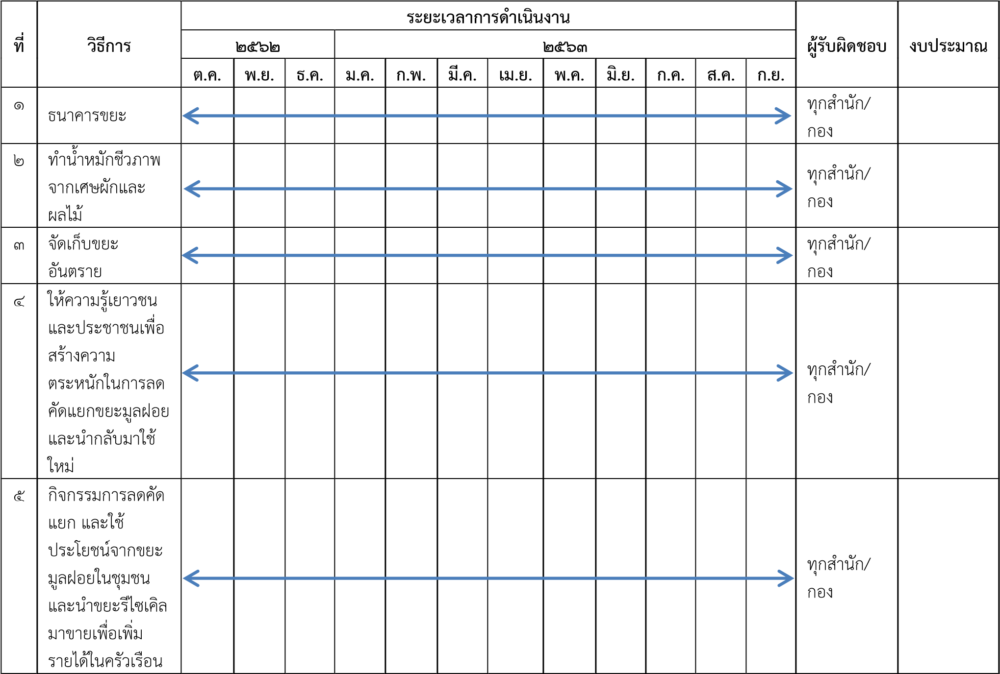 ที่
วิธีการ
ระยะเวลาการดำเนินงาน
ผู้รับผิดชอบ
งบประมาณ
๒๕๖๒
๒๕๖๓
ต.ค.
พ.ย.
ธ.ค.
ม.ค.
ก.พ.
มี.ค.
เม.ย.
พ.ค.
มิ.ย.
ก.ค.
ส.ค.
ก.ย.
๑
ธนาคารขยะ
ทุกสำนัก/
กอง
๒
ทำน้ำหมักชีวภาพ
จากเศษผักและ
ผลไม้
ทุกสำนัก/
กอง
๓
จัดเก็บขยะ
อันตราย
ทุกสำนัก/
กอง
๔
ให้ความรู้เยาวชน
และประชาชนเพื่อ
สร้างความ
ตระหนักในการลด
คัดแยกขยะมูลฝอย
และนำกลับมาใช้
ใหม่
ทุกสำนัก/
กอง
๕
กิจกรรมการลดคัด
แยก และใช้
ประโยชน์จากขยะ
มูลฝอยในชุมชน
และนำขยะรีไซเคิล
มาขายเพื่อเพิ่ม
รายได้ในครัวเรือน
ทุกสำนัก/
กอง